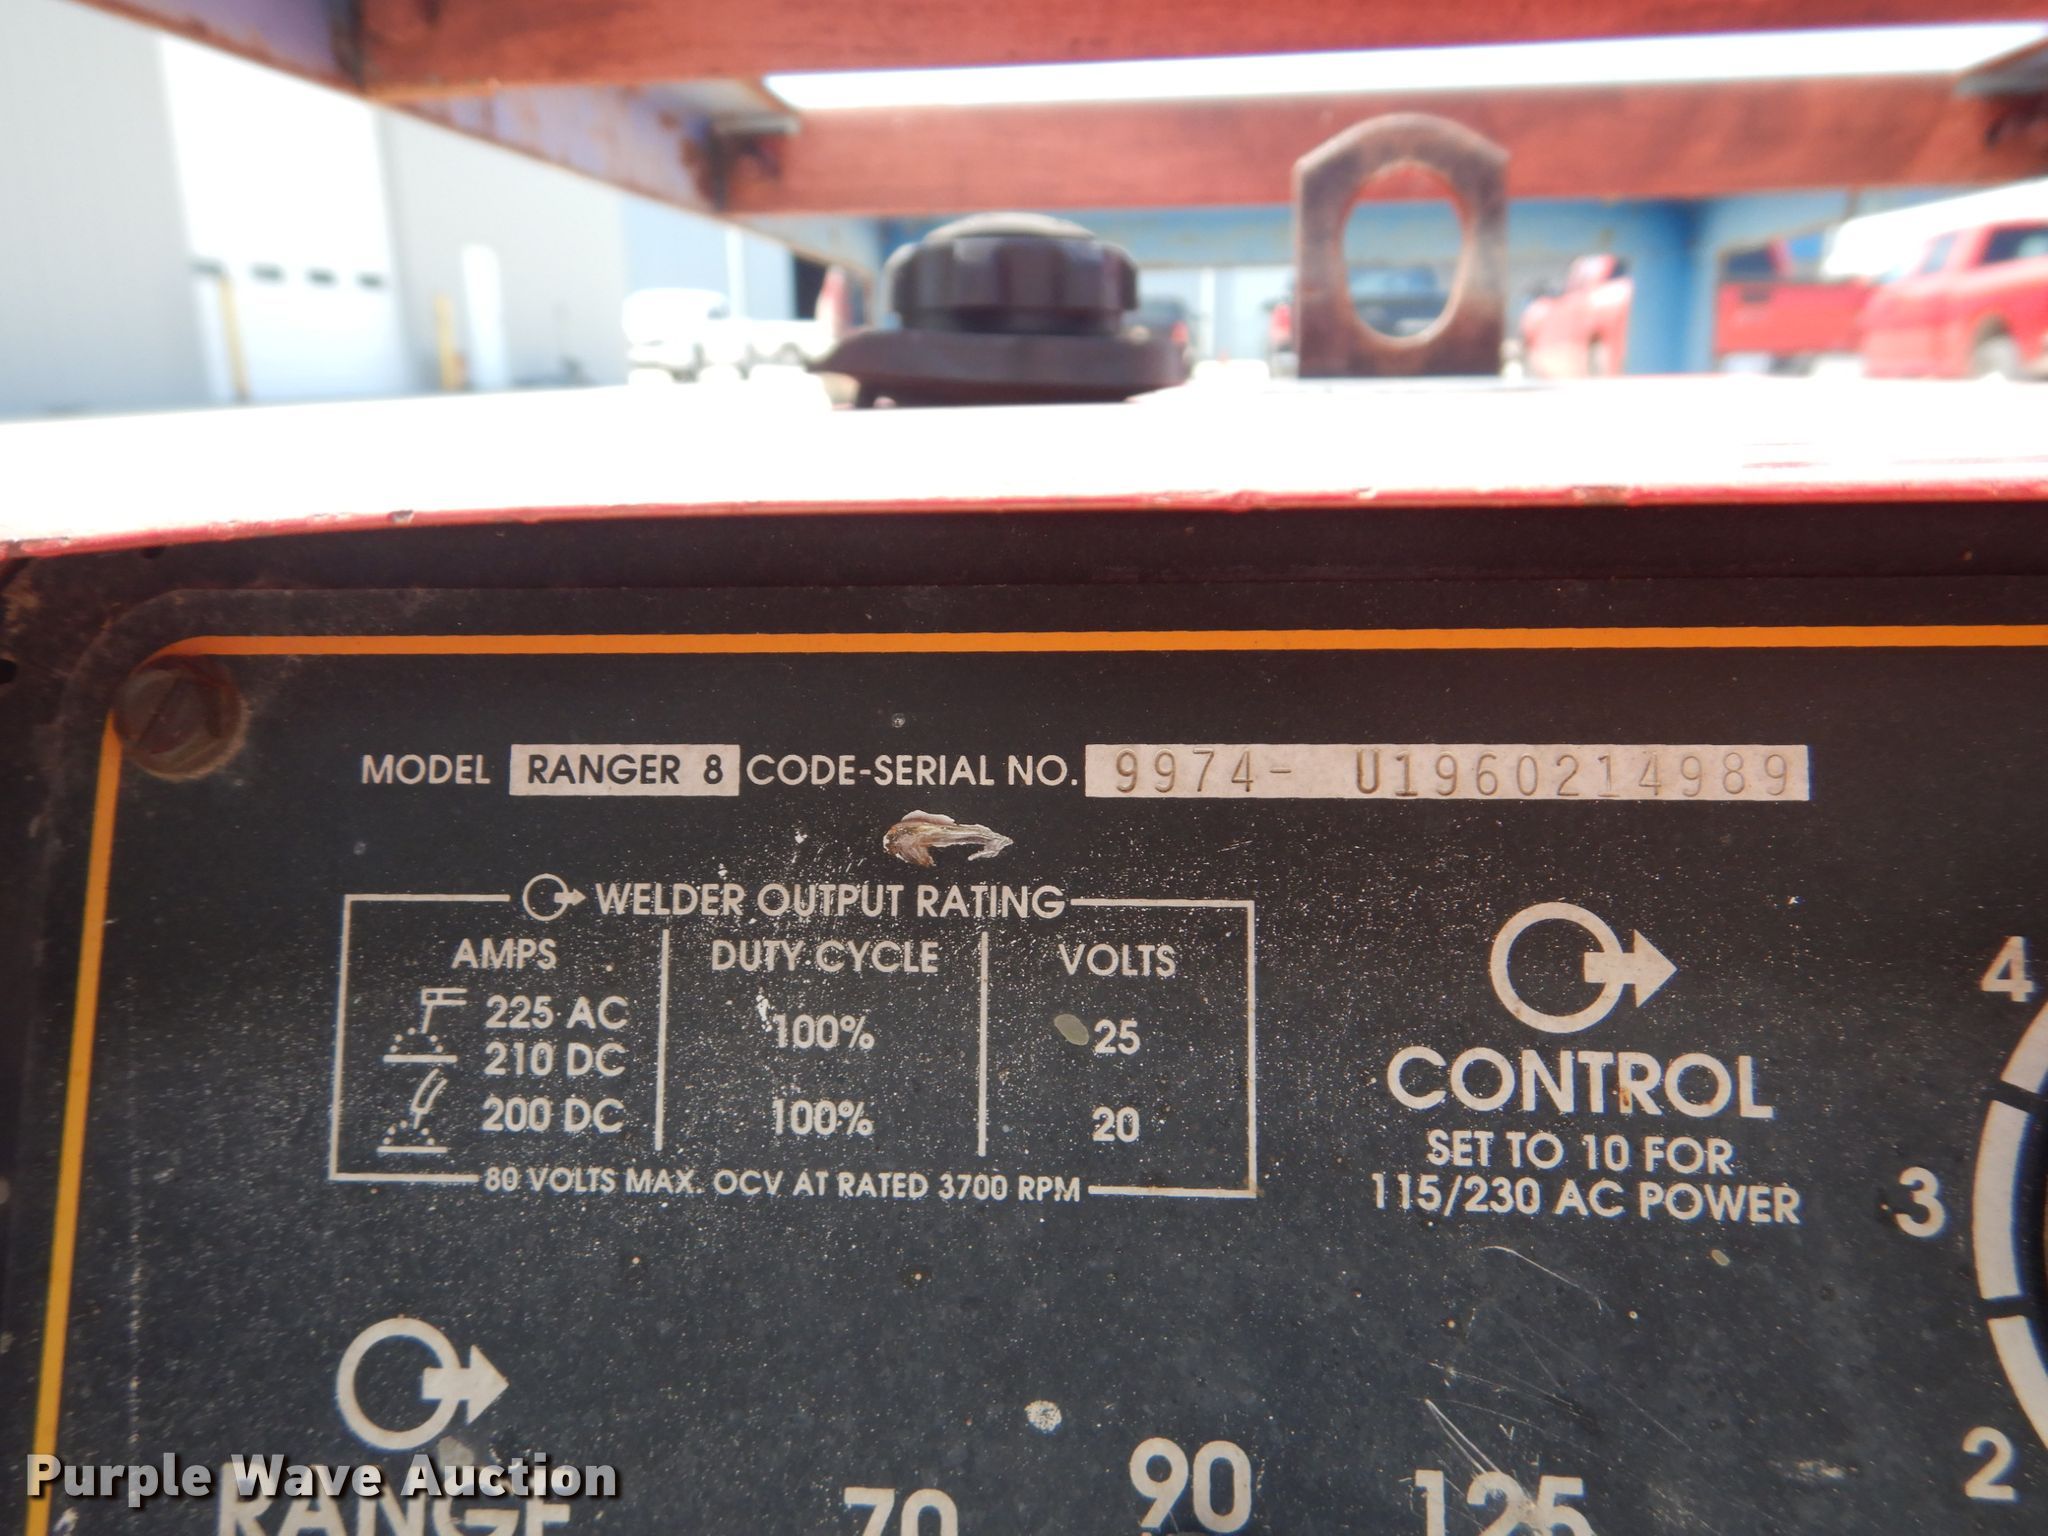 MODEL RANGER 8 CODE-SERIAL NO. 9974- U1960214989
WELDER OUTPUT RATING
AMPS DUTY CYCLE VOLTS
225 AC
210 DC 100% 25
200 DC 100% 20
80 VOLTS MAX. OCV AT RATED 3700 RPM
CONTROL
SET TO 10 FOR
115/230 AC POWER
4
3
2
RANGE
70 90 125
Purple Wave Auction